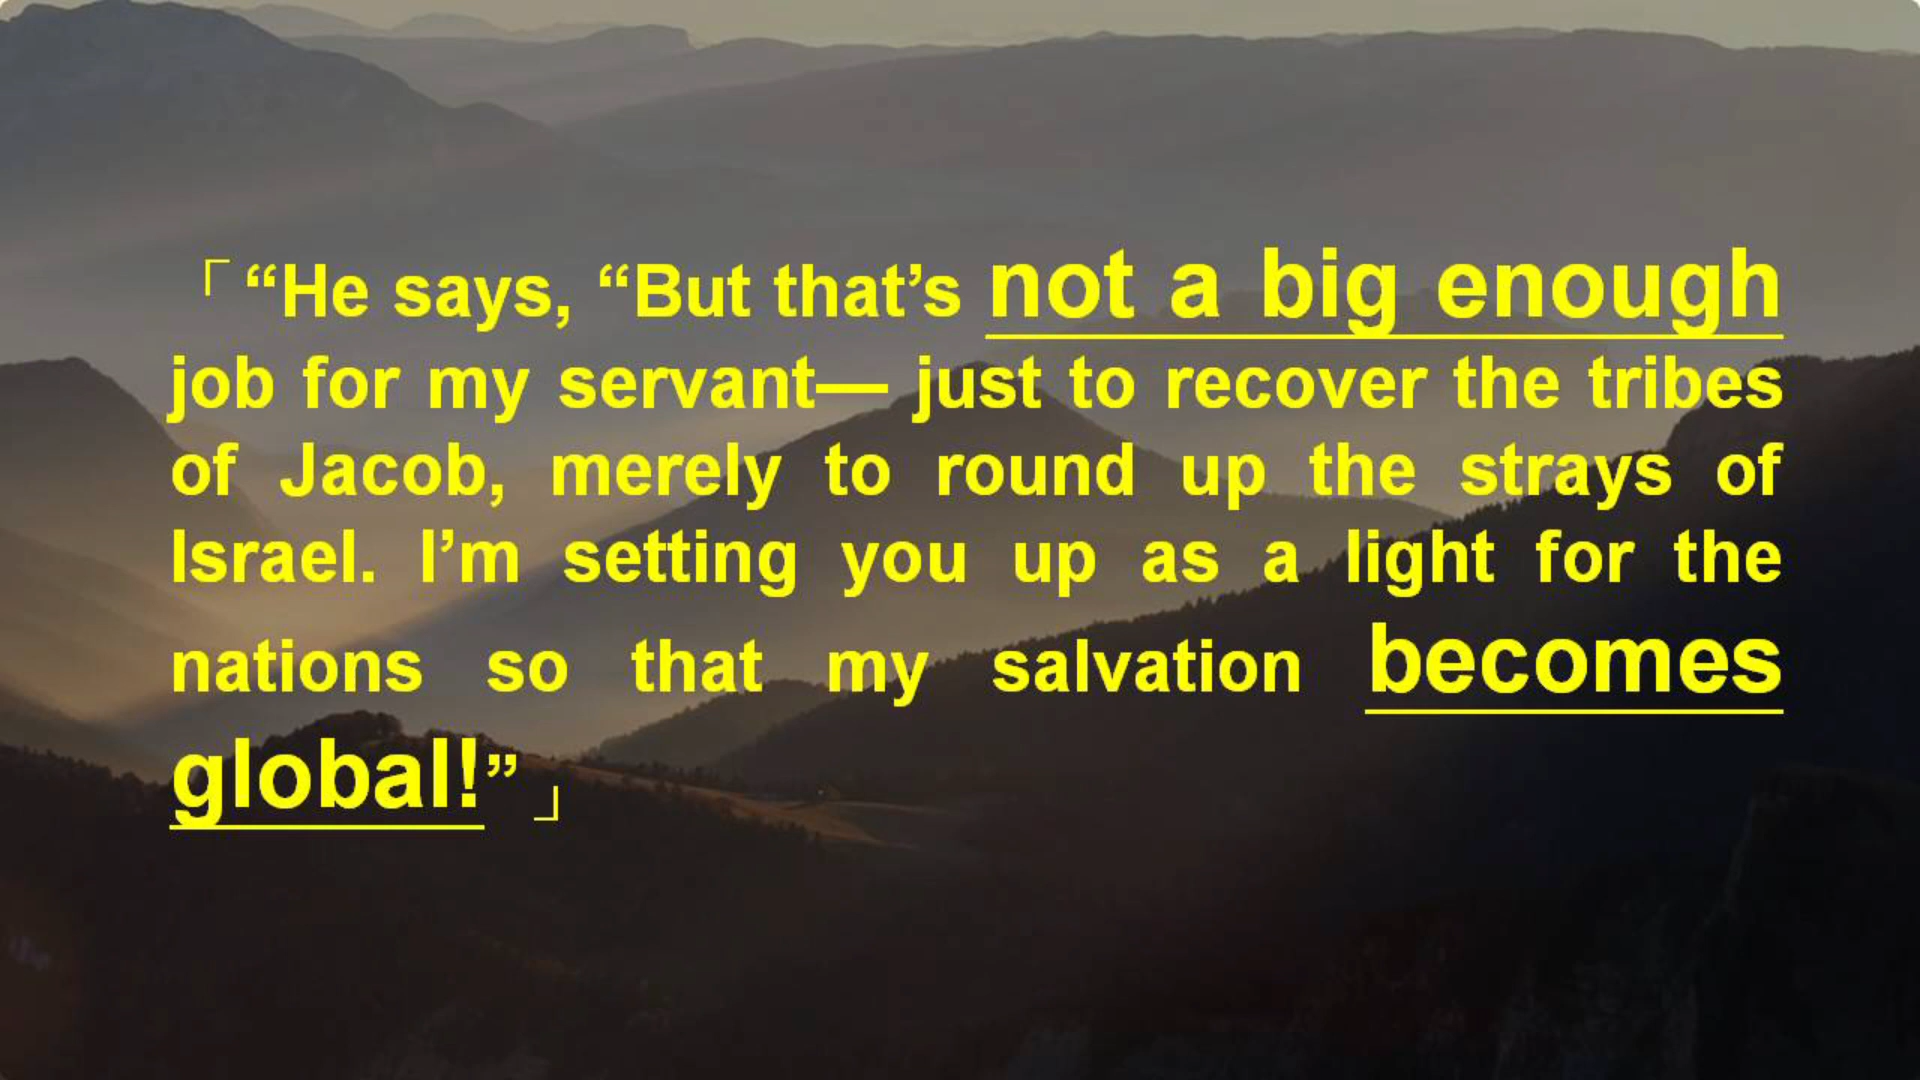 「“He says, “But that’s not a big enough
job for my servant— just to recover the tribes
of Jacob, merely to round up the strays of
Israel. I’m setting you up as a light for the
nations so that my salvation becomes
global!”」